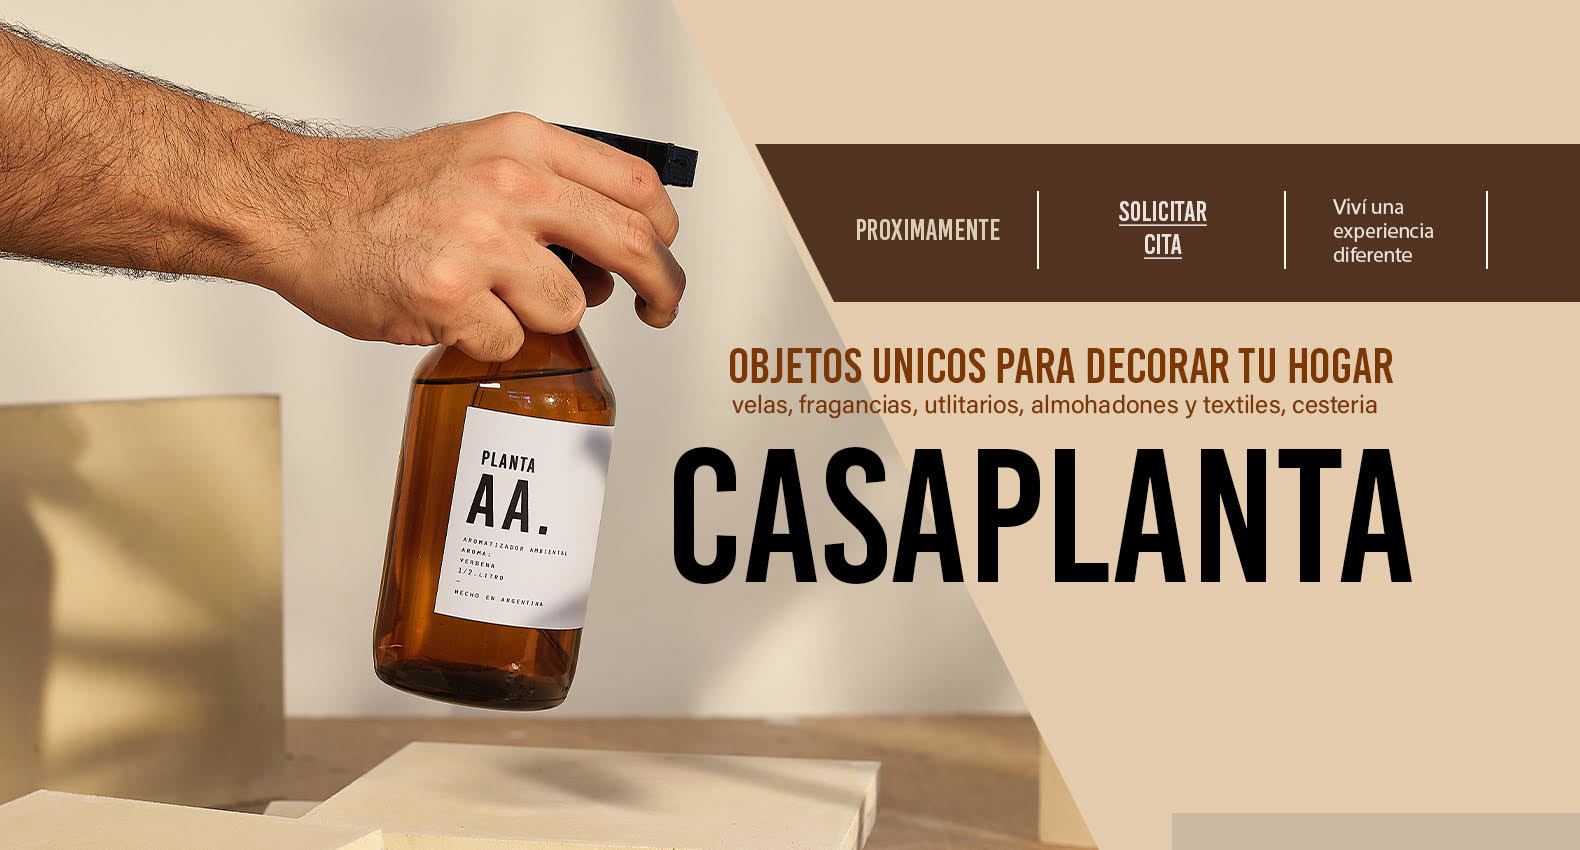 PROXIMAMENTE
SOLICITAR
CITA
Viví una
experiencia
diferente
OBJETOS UNICOS PARA DECORAR TU HOGAR
velas, fragancias, utlitarios, almohadones y textiles, cesteria
CASAPLANTA
PLANTA
AA.
AROMATIZADOR AMBIENTAL
AROMA:
VERBENA
1/2.LITRO
–
HECHO EN ARGENTINA